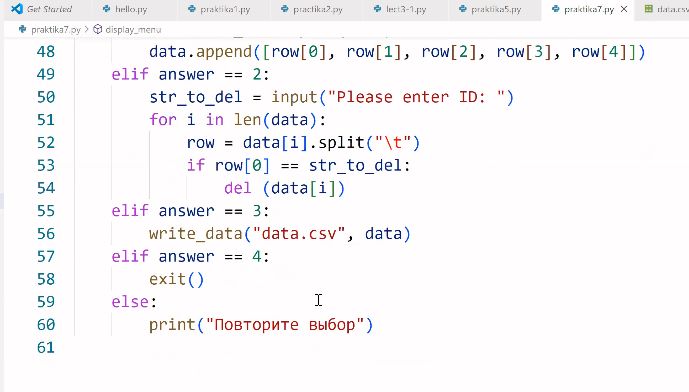 Get Started hello.py praktika1.py practika2.py lect3-1.py praktika5.py praktika7.py data.csv
praktika7.py > display_menu
48 data.append([row[0], row[1], row[2], row[3], row[4]])
49 elif answer == 2:
50 str_to_del = input("Please enter ID: ")
51 for i in len(data):
52 row = data[i].split("\t")
53 if row[0] == str_to_del:
54 del (data[i])
55 elif answer == 3:
56 write_data("data.csv", data)
57 elif answer == 4:
58 exit()
59 else:
60 print("Повторите выбор")
61